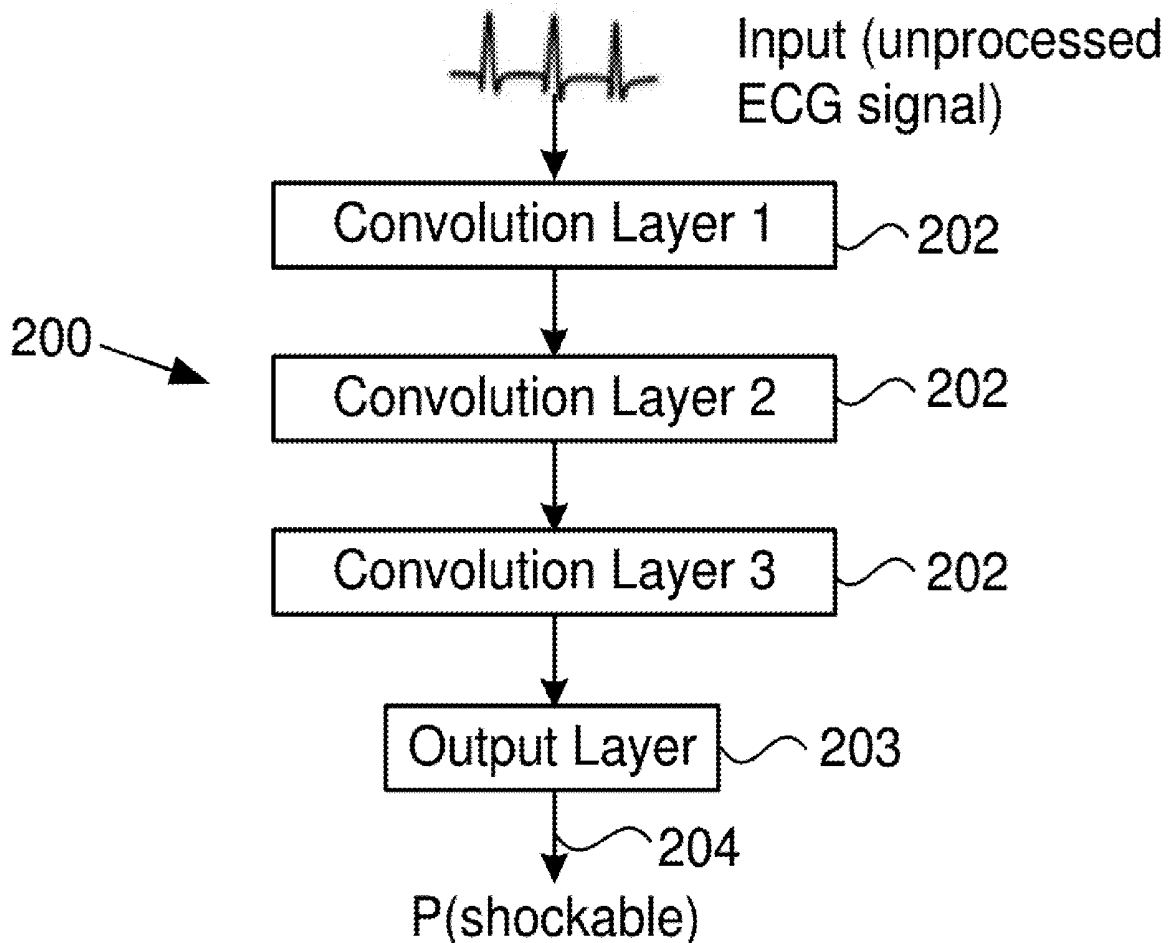 Input (unprocessed
ECG signal)
Convolution Layer 1
202
200
Convolution Layer 2
202
Convolution Layer 3
202
Output Layer
203
204
P(shockable)